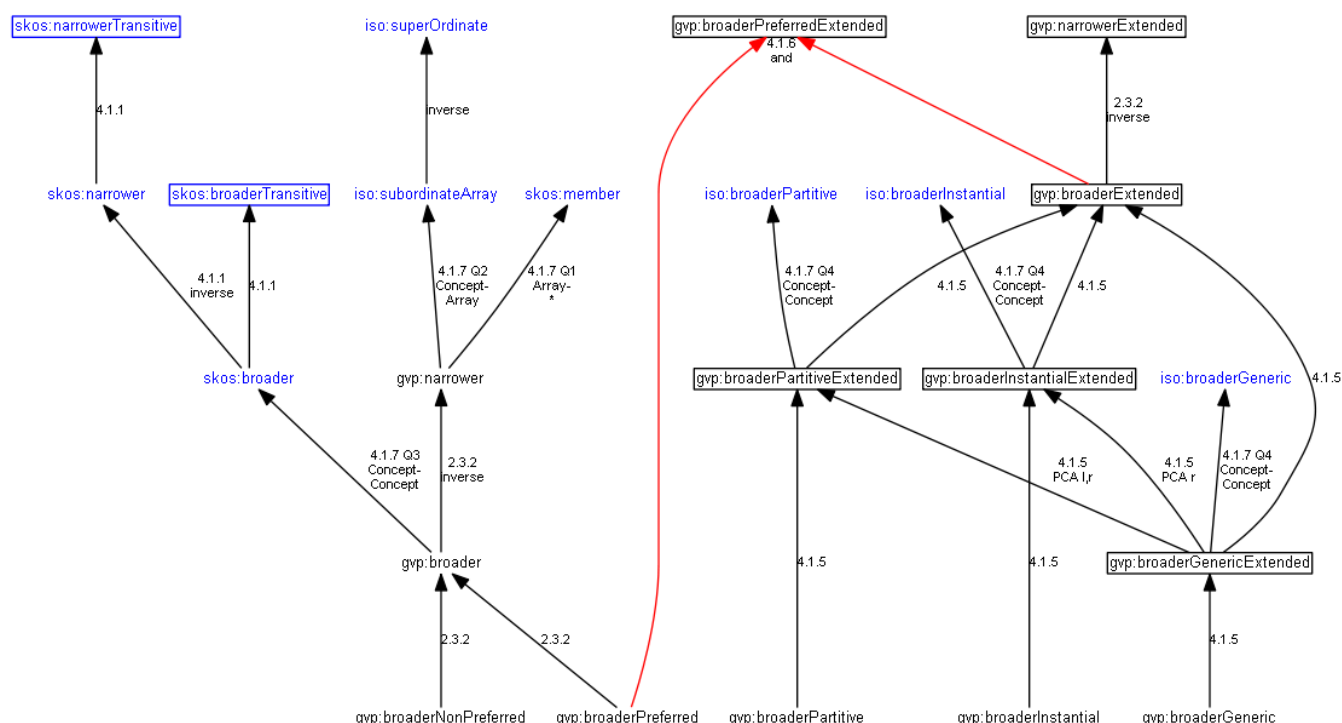 skos:narrowerTransitive
iso:superOrdinate
gvp:broaderPreferredExtended
gvp:narrowerExtended
4.1.6
and
4.1.1
inverse
2.3.2
inverse
skos:narrower
skos:broaderTransitive
iso:subordinateArray
skos:member
iso:broaderPartitive
iso:broaderInstantial
gvp:broaderExtended
4.1.1
inverse
4.1.1
4.1.7 Q2
Concept-
Array
4.1.7 Q1
Array-
*
4.1.7 Q4
Concept-
Concept
4.1.5
4.1.7 Q4
Concept-
Concept
4.1.5
4.1.5
skos:broader
gvp:narrower
gvp:broaderPartitiveExtended
gvp:broaderInstantialExtended
iso:broaderGeneric
4.1.7 Q3
Concept-
Concept
2.3.2
inverse
4.1.5
PCA l,r
4.1.5
PCA r
4.1.7 Q4
Concept-
Concept
gvp:broader
gvp:broaderGenericExtended
2.3.2
2.3.2
4.1.5
4.1.5
4.1.5
gvp:broaderNonPreferred
gvp:broaderPreferred
gvp:broaderPartitive
gvp:broaderInstantial
gvp:broaderGeneric